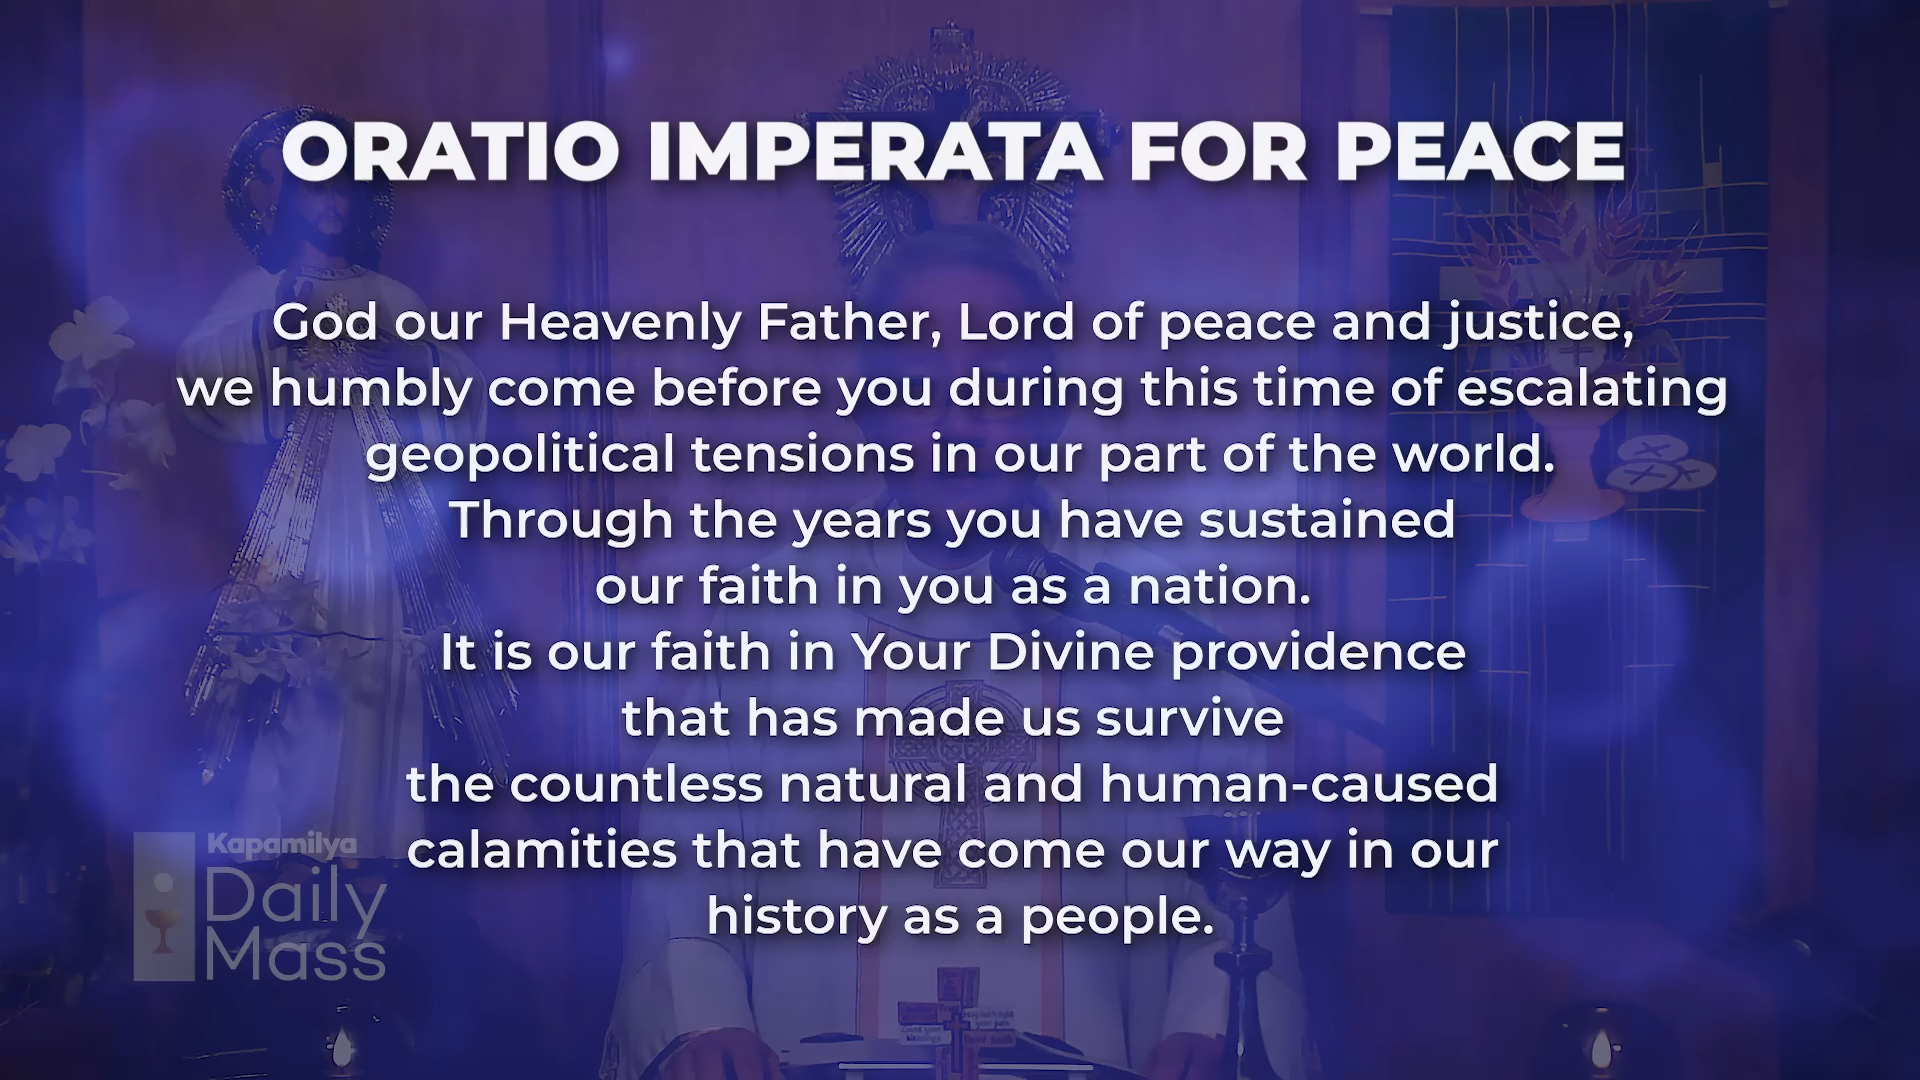 ORATIO IMPERATA FOR PEACE
God our Heavenly Father, Lord of peace and justice,
we humbly come before you during this time of escalating
geopolitical tensions in our part of the world.
Through the years you have sustained
our faith in you as a nation.
It is our faith in Your Divine providence
that has made us survive
the countless natural and human-caused
calamities that have come our way in our
history as a people.
Kapamilya
Daily
Mass